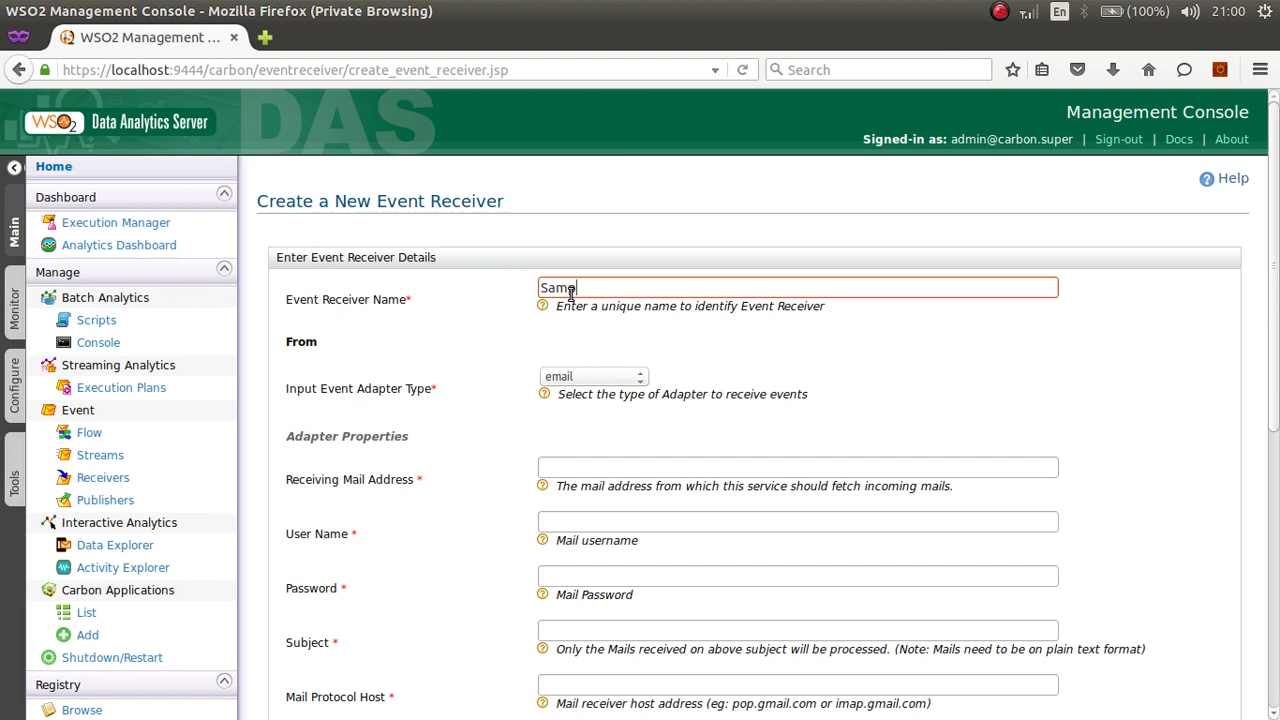 WSO2 Management Console - Mozilla Firefox (Private Browsing)
En
(100%)
21:00
WSO2 Management ...
https://localhost:9444/carbon/eventreceiver/create_event_receiver.jsp
Search
WSO2 Data Analytics Server
DAS
Management Console
Signed-in as: admin@carbon.super | Sign-out | Docs | About
Main
Monitor
Configure
Tools
Home
Dashboard
Execution Manager
Analytics Dashboard
Manage
Batch Analytics
Scripts
Console
Streaming Analytics
Execution Plans
Event
Flow
Streams
Receivers
Publishers
Interactive Analytics
Data Explorer
Activity Explorer
Carbon Applications
List
Add
Shutdown/Restart
Registry
Browse
Help
Create a New Event Receiver
Enter Event Receiver Details
Event Receiver Name*
Samp
Enter a unique name to identify Event Receiver
From
Input Event Adapter Type*
email
Select the type of Adapter to receive events
Adapter Properties
Receiving Mail Address *
The mail address from which this service should fetch incoming mails.
User Name *
Mail username
Password *
Mail Password
Subject *
Only the Mails received on above subject will be processed. (Note: Mails need to be on plain text format)
Mail Protocol Host *
Mail receiver host address (eg: pop.gmail.com or imap.gmail.com)